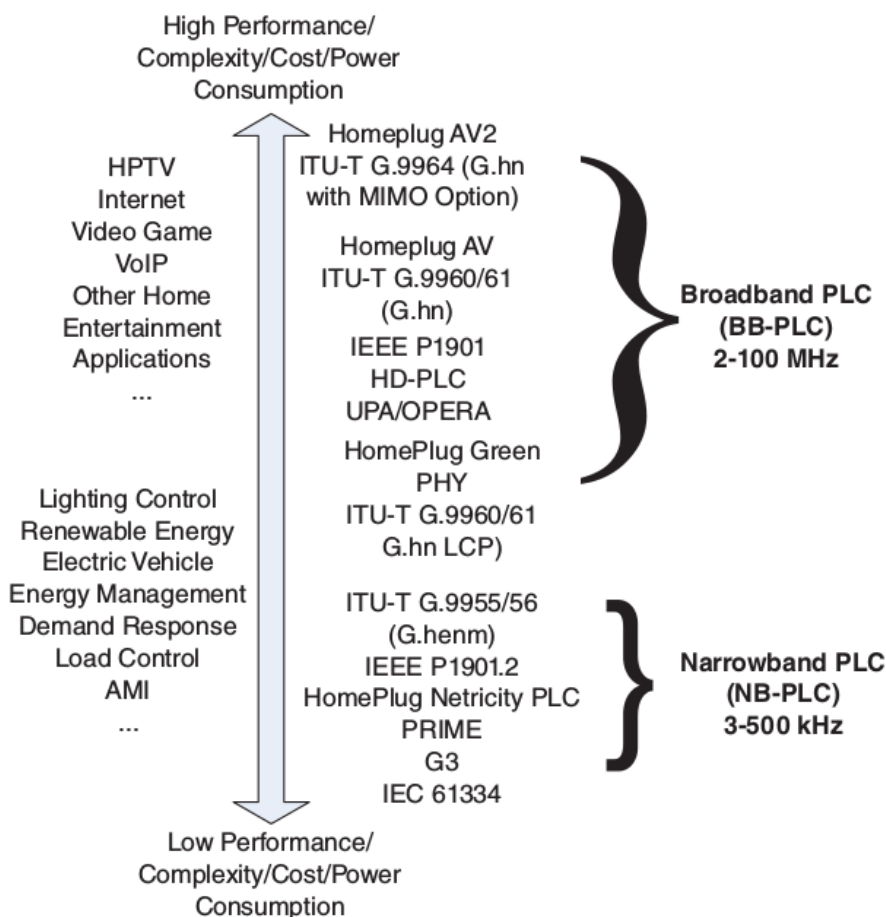 High Performance/
Complexity/Cost/Power
Consumption
HPTV
Internet
Video Game
VoIP
Other Home
Entertainment
Applications
...
Lighting Control
Renewable Energy
Electric Vehicle
Energy Management
Demand Response
Load Control
AMI
...
Homeplug AV2
ITU-T G.9964 (G.hn
with MIMO Option)
Homeplug AV
ITU-T G.9960/61
(G.hn)
IEEE P1901
HD-PLC
UPA/OPERA
HomePlug Green
PHY
ITU-T G.9960/61
G.hn LCP)
ITU-T G.9955/56
(G.henm)
IEEE P1901.2
HomePlug Netricity PLC
PRIME
G3
IEC 61334
Broadband PLC
(BB-PLC)
2-100 MHz
Narrowband PLC
(NB-PLC)
3-500 kHz
Low Performance/
Complexity/Cost/Power
Consumption